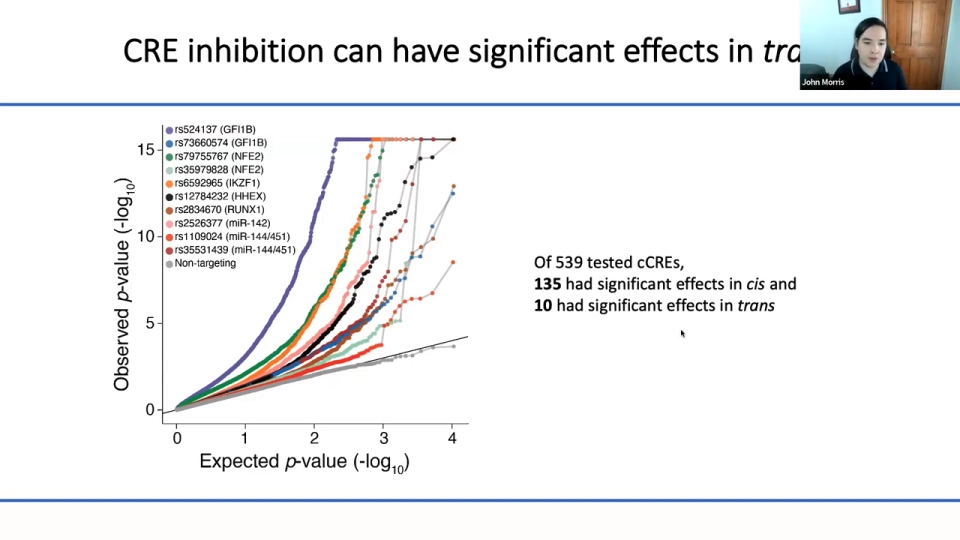 CRE inhibition can have significant effects in tra
John Morris
rs524137 (GFI1B)
rs73660574 (GFI1B)
rs79755767 (NFE2)
rs35979828 (NFE2)
rs6592965 (IKZF1)
rs12784232 (HHEX)
rs2834670 (RUNX1)
rs2526377 (miR-142)
rs1109024 (miR-144/451)
rs35531439 (miR-144/451)
Non-targeting
Observed p-value (-log10)
15
10
5
0
0 1 2 3 4
Expected p-value (-log10)
Of 539 tested cCREs,
135 had significant effects in cis and
10 had significant effects in trans